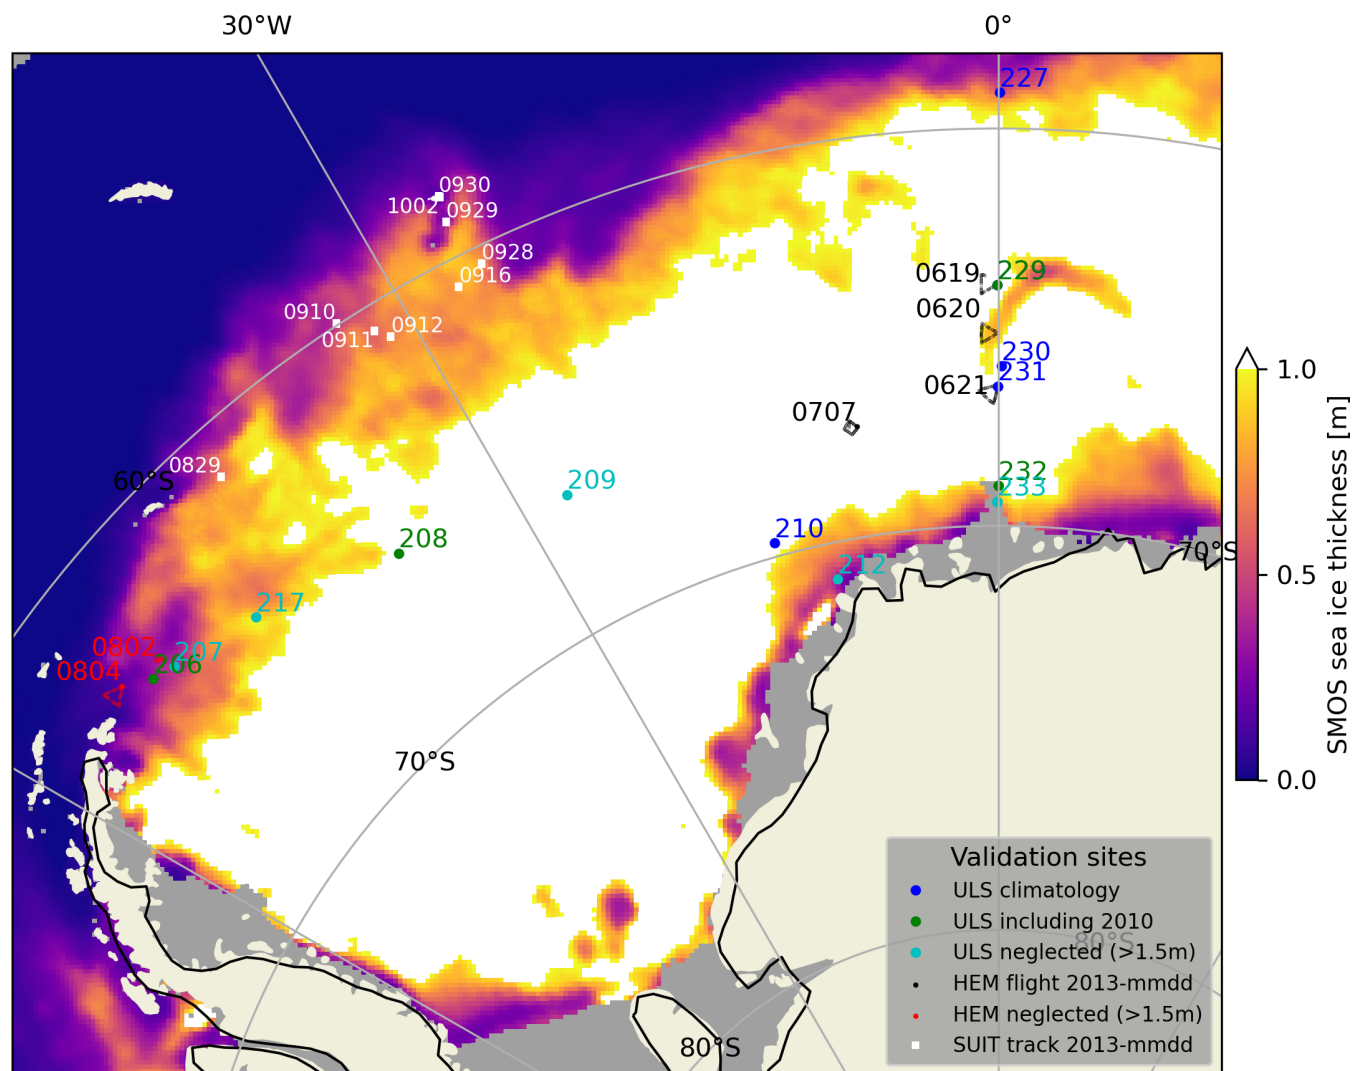 30°W
0°
227
0930
1002
0929
0928
0916
0910
0911
0912
0619
229
0620
230
231
0621
0707
0829
60°S
209
232
233
208
210
212
70°S
217
0802
207
0804
206
70°S
80°S
80°S
1.0
0.5
0.0
SMOS sea ice thickness [m]
Validation sites
ULS climatology
ULS including 2010
ULS neglected (>1.5m)
HEM flight 2013-mmdd
HEM neglected (>1.5m)
SUIT track 2013-mmdd